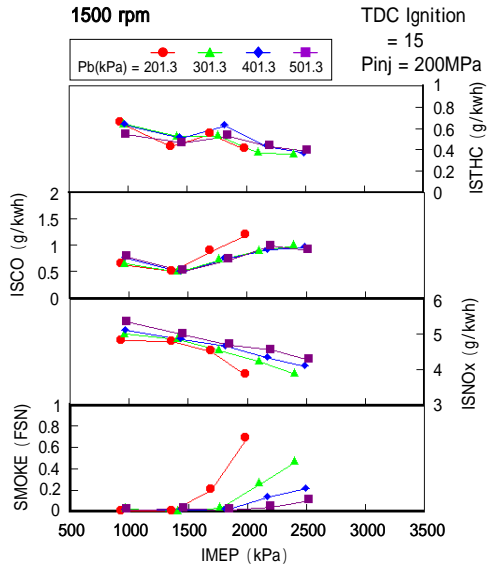 1500 rpm
TDC Ignition
= 15
Pinj = 200MPa
Pb(kPa) = 201.3 301.3 401.3 501.3
1
0.8
0.6
0.4
0.2
0
ISTHC (g/kwh)
2
1.5
1
0.5
0
ISCO (g/kwh)
6
5
4
3
ISNOx (g/kwh)
1
0.8
0.6
0.4
0.2
0
SMOKE (FSN)
500 1000 1500 2000 2500 3000 3500
IMEP (kPa)